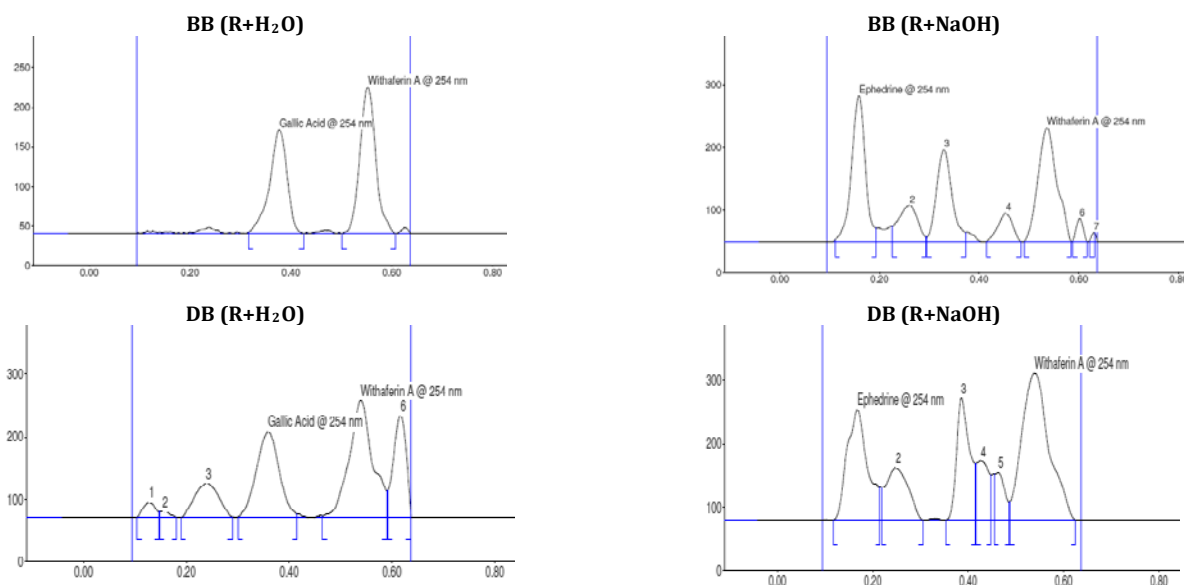 BB (R+H₂O)
250
200
150
100
50
0
Withaferin A @ 254 nm
Gallic Acid @ 254 nm
0.00 0.20 0.40 0.60 0.80
BB (R+NaOH)
300
200
100
0
Ephedrine @ 254 nm
2
3
4
Withaferin A @ 254 nm
6
7
0.00 0.20 0.40 0.60 0.80
DB (R+H₂O)
300
200
100
0
1
2
3
Gallic Acid @ 254 nm
Withaferin A @ 254 nm
6
0.00 0.20 0.40 0.60 0.80
DB (R+NaOH)
300
200
100
0
Ephedrine @ 254 nm
2
3
4
5
Withaferin A @ 254 nm
0.00 0.20 0.40 0.60 0.80